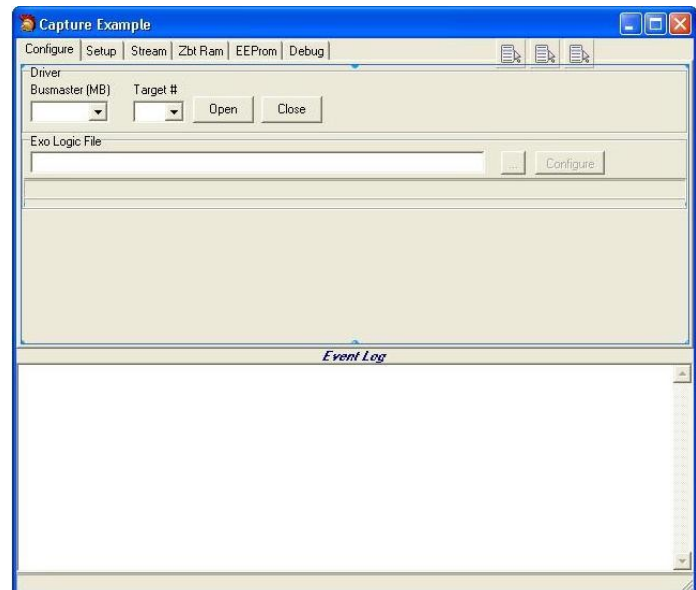 Capture Example
Configure Setup Stream Zbt Ram EEProm Debug
Driver
Busmaster (MB) Target #
Open Close
Exo Logic File
... Configure
Event Log